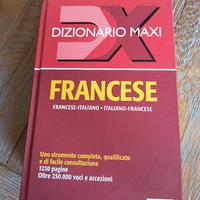 DX
DIZIONARIO MAXI
FRANCESE
FRANCESE-ITALIANO • ITALIANO-FRANCESE
Uno strumento completo, qualificato
e di facile consultazione
1250 pagine
Oltre 250.000 voci e accezioni